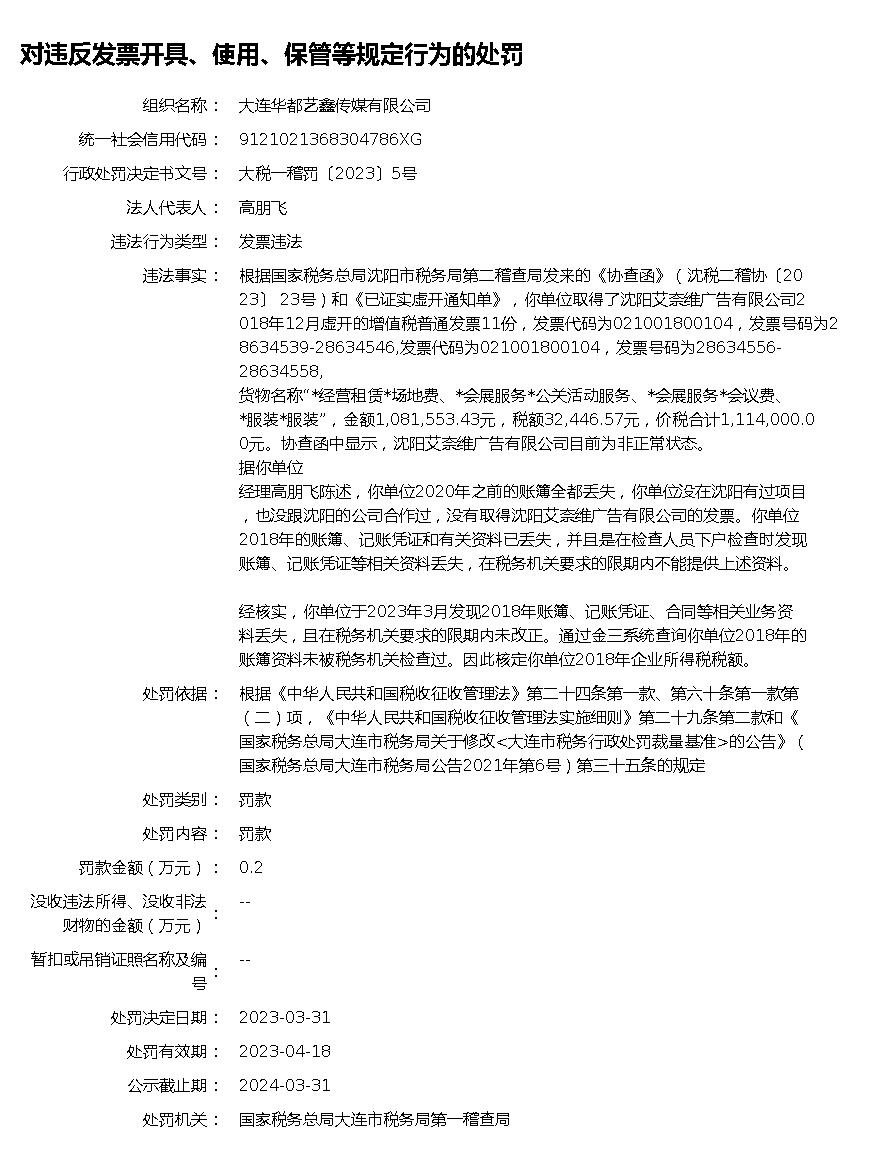 对违反发票开具、使用、保管等规定行为的处罚
组织名称： 大连华都艺鑫传媒有限公司
统一社会信用代码： 9121021368304786XG
行政处罚决定书文号： 大税一稽罚〔2023〕5号
法人代表人： 高朋飞
违法行为类型： 发票违法
违法事实： 根据国家税务总局沈阳市税务局第二稽查局发来的《协查函》（沈税二稽协〔20
23〕 23号）和《已证实虚开通知单》，你单位取得了沈阳艾奈维广告有限公司2
018年12月虚开的增值税普通发票11份，发票代码为021001800104，发票号码为2
8634539-28634546,发票代码为021001800104，发票号码为28634556-
28634558,
货物名称“*经营租赁*场地费、*会展服务*公关活动服务、*会展服务*会议费、
*服装*服装”，金额1,081,553.43元，税额32,446.57元，价税合计1,114,000.0
0元。协查函中显示，沈阳艾奈维广告有限公司目前为非正常状态。
据你单位
经理高朋飞陈述，你单位2020年之前的账簿全都丢失，你单位没在沈阳有过项目
，也没跟沈阳的公司合作过，没有取得沈阳艾奈维广告有限公司的发票。你单位
2018年的账簿、记账凭证和有关资料已丢失，并且是在检查人员下户检查时发现
账簿、记账凭证等相关资料丢失，在税务机关要求的限期内不能提供上述资料。
经核实，你单位于2023年3月发现2018年账簿、记账凭证、合同等相关业务资
料丢失，且在税务机关要求的限期内未改正。通过金三系统查询你单位2018年的
账簿资料未被税务机关检查过。因此核定你单位2018年企业所得税税额。
处罚依据： 根据《中华人民共和国税收征收管理法》第二十四条第一款、第六十条第一款第
（二）项，《中华人民共和国税收征收管理法实施细则》第二十九条第二款和《
国家税务总局大连市税务局关于修改<大连市税务行政处罚裁量基准>的公告》（
国家税务总局大连市税务局公告2021年第6号）第三十五条的规定
处罚类别： 罚款
处罚内容： 罚款
罚款金额（万元）： 0.2
没收违法所得、没收非法
财物的金额（万元）： --
暂扣或吊销证照名称及编
号： --
处罚决定日期： 2023-03-31
处罚有效期： 2023-04-18
公示截止期： 2024-03-31
处罚机关： 国家税务总局大连市税务局第一稽查局